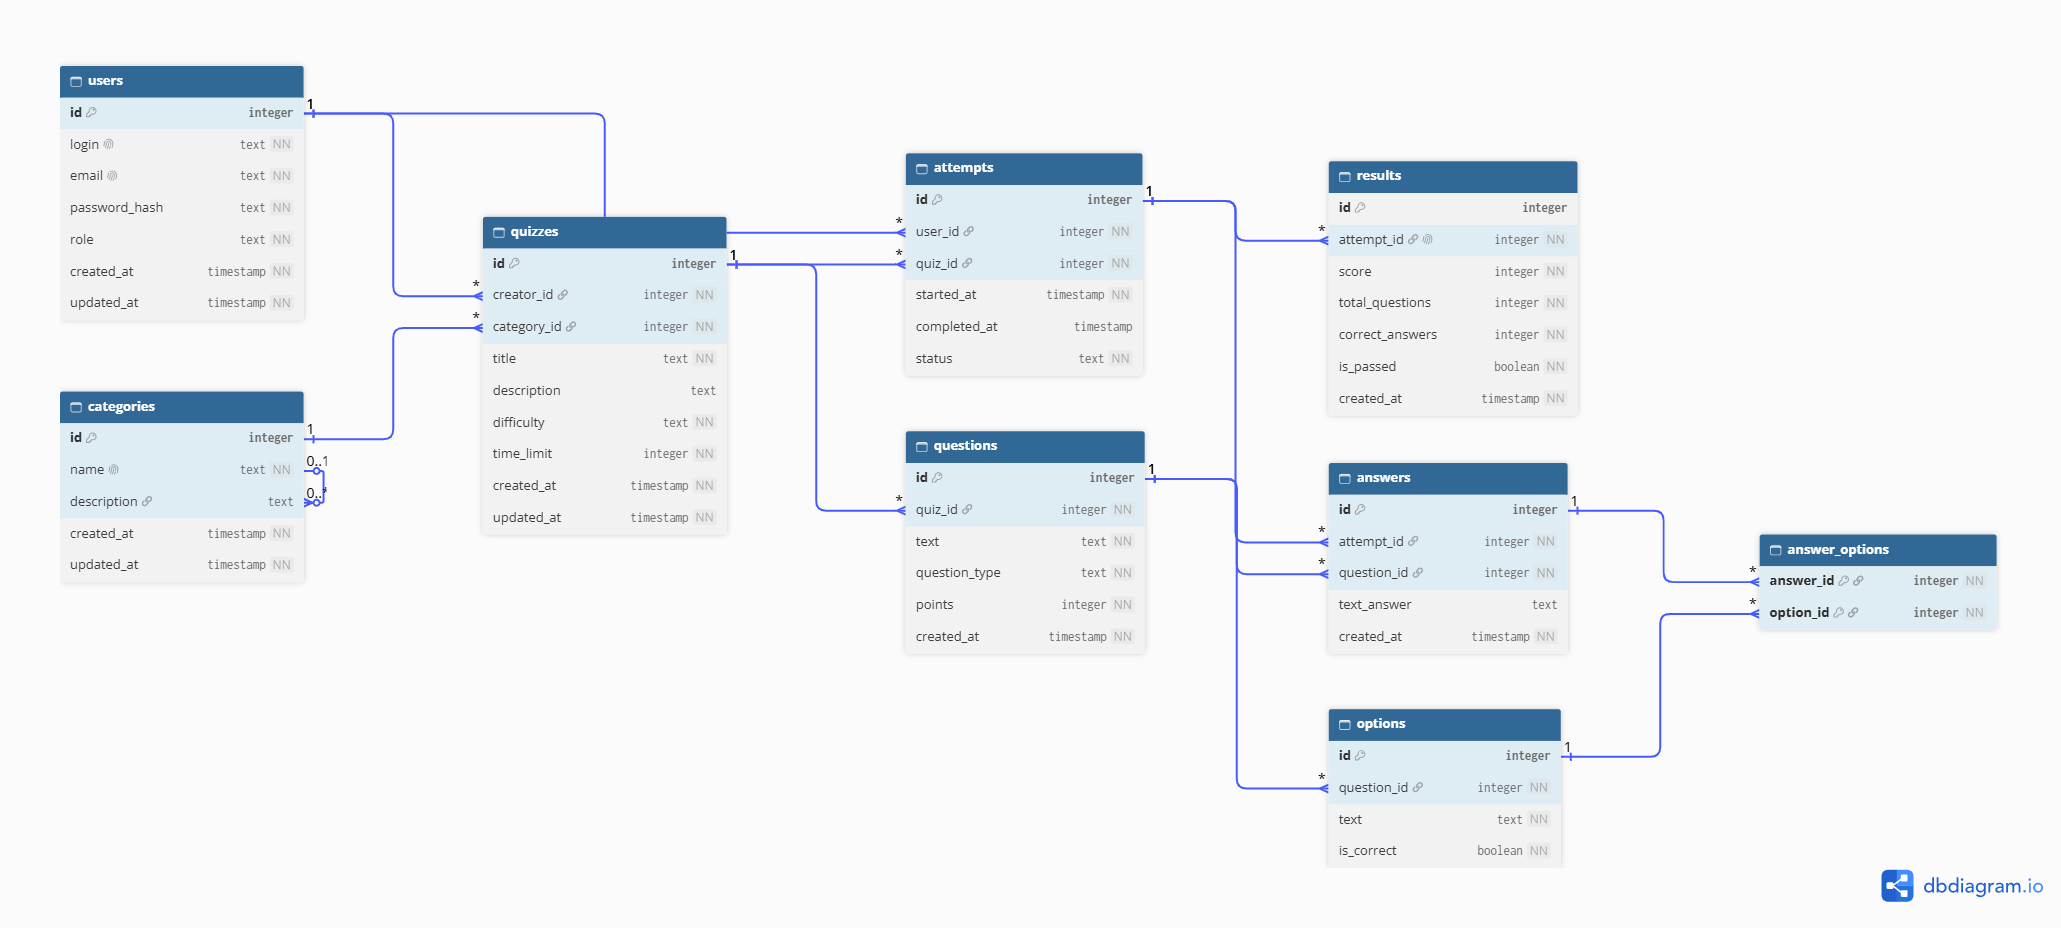 users
id integer
login text NN
email text NN
password_hash text NN
role text NN
created_at timestamp NN
updated_at timestamp NN
1
categories
id integer
name text NN
description text
created_at timestamp NN
updated_at timestamp NN
1
0..1
0..*
quizzes
id integer
creator_id integer NN
category_id integer NN
title text NN
description text
difficulty text NN
time_limit integer NN
created_at timestamp NN
updated_at timestamp NN
*
*
1
attempts
id integer
user_id integer NN
quiz_id integer NN
started_at timestamp NN
completed_at timestamp
status text NN
*
*
1
questions
id integer
quiz_id integer NN
text text NN
question_type text NN
points integer NN
created_at timestamp NN
*
1
results
id integer
attempt_id integer NN
score integer NN
total_questions integer NN
correct_answers integer NN
is_passed boolean NN
created_at timestamp NN
*
answers
id integer
attempt_id integer NN
question_id integer NN
text_answer text
created_at timestamp NN
*
*
1
options
id integer
question_id integer NN
text text NN
is_correct boolean NN
*
1
answer_options
answer_id integer NN
option_id integer NN
*
*
dbdiagram.io